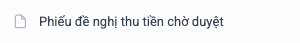 Phiếu đề nghị thu tiền chờ duyệt